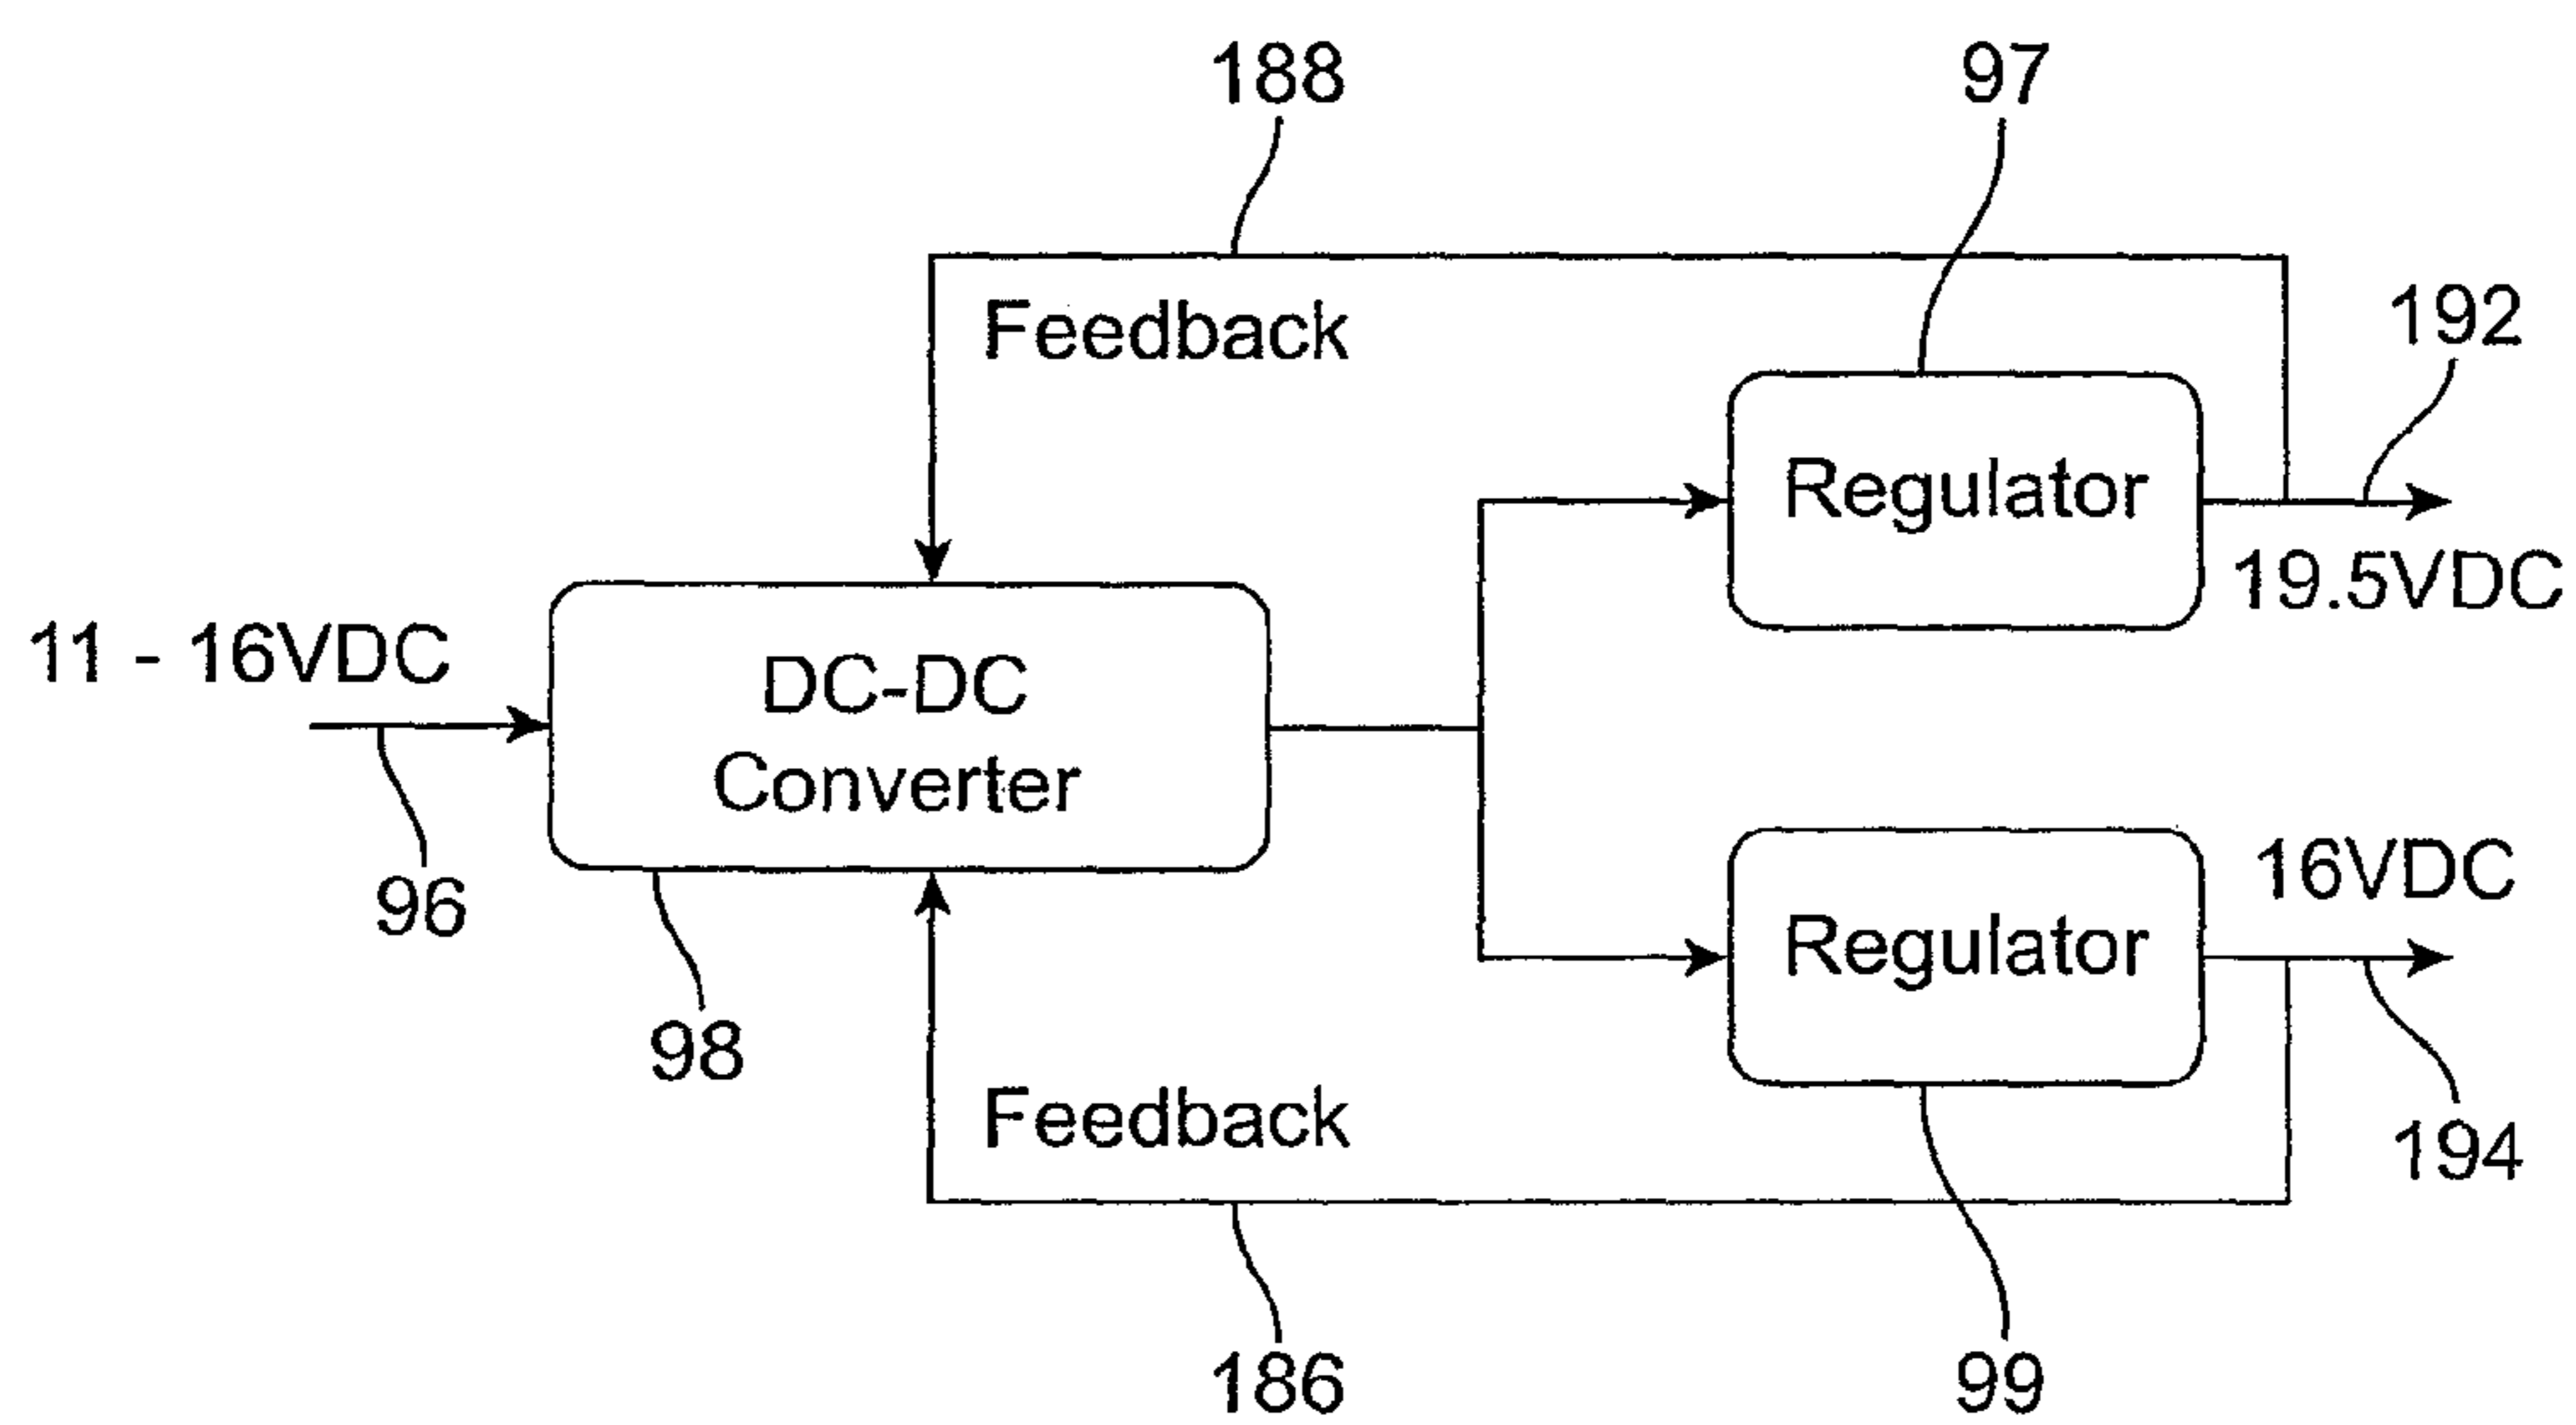 188
97
192
Feedback
Regulator
19.5VDC
11 - 16VDC
DC-DC
Converter
96
98
16VDC
Regulator
194
Feedback
186
99